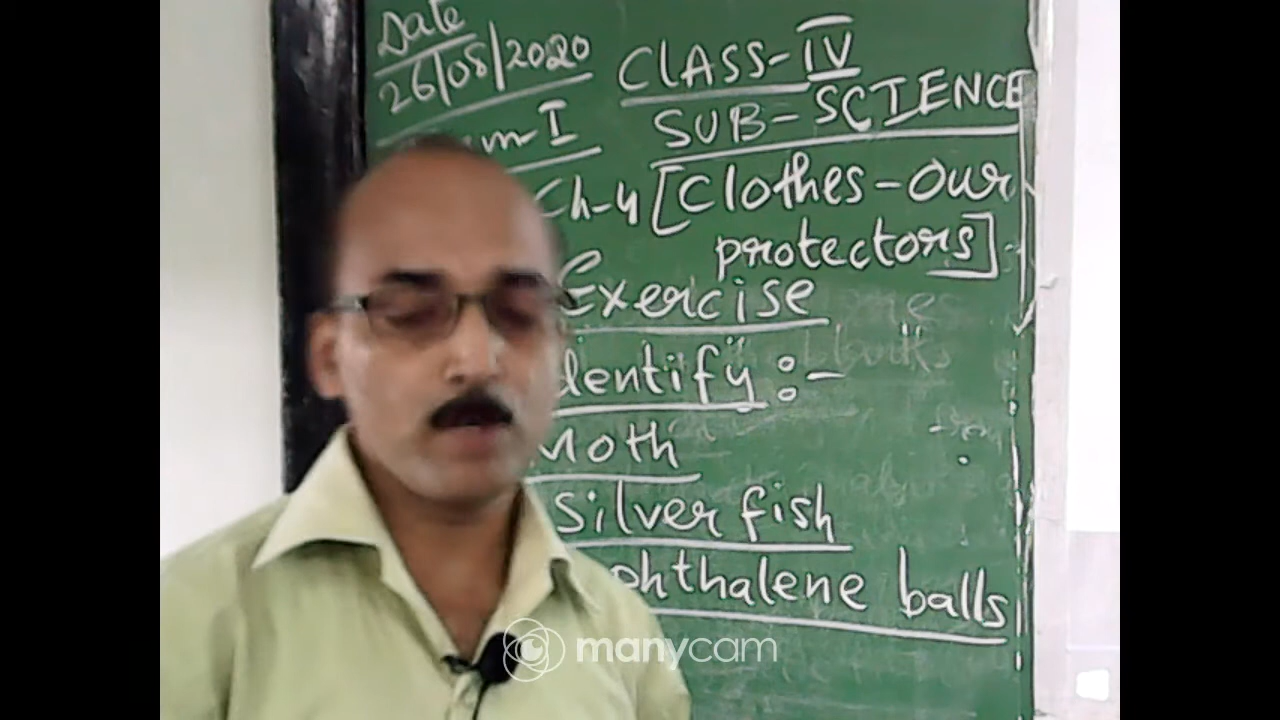 Date
26/08/2020
CLASS-IV
SUB-SCIENCE
I
Ch-4 [Clothes-Our
protectors]
Exercise
dentify :-
Moth
Silver fish
phthalene balls
manycam